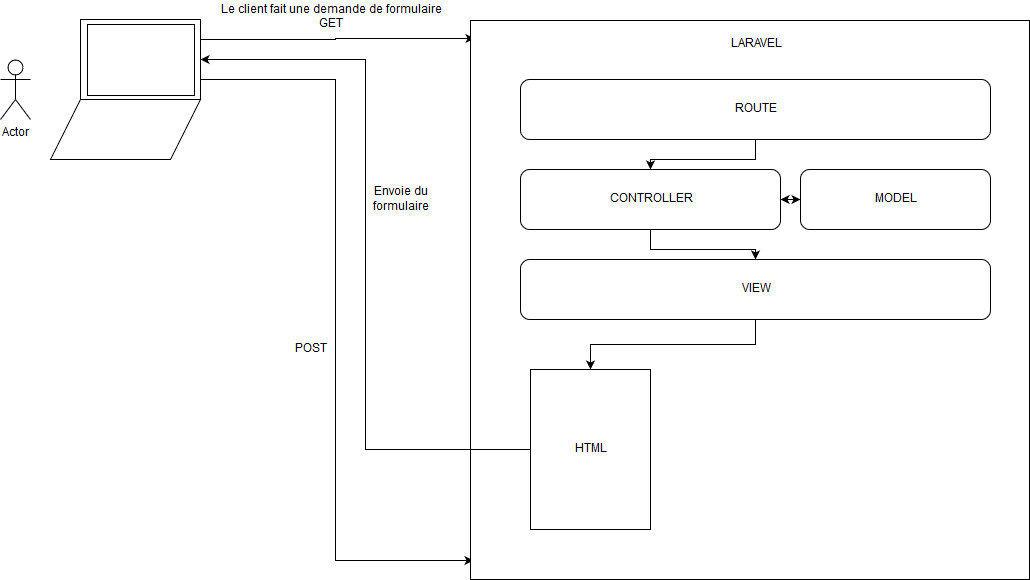 Le client fait une demande de formulaire
GET
LARAVEL
Actor
ROUTE
CONTROLLER
MODEL
Envoie du
formulaire
VIEW
POST
HTML